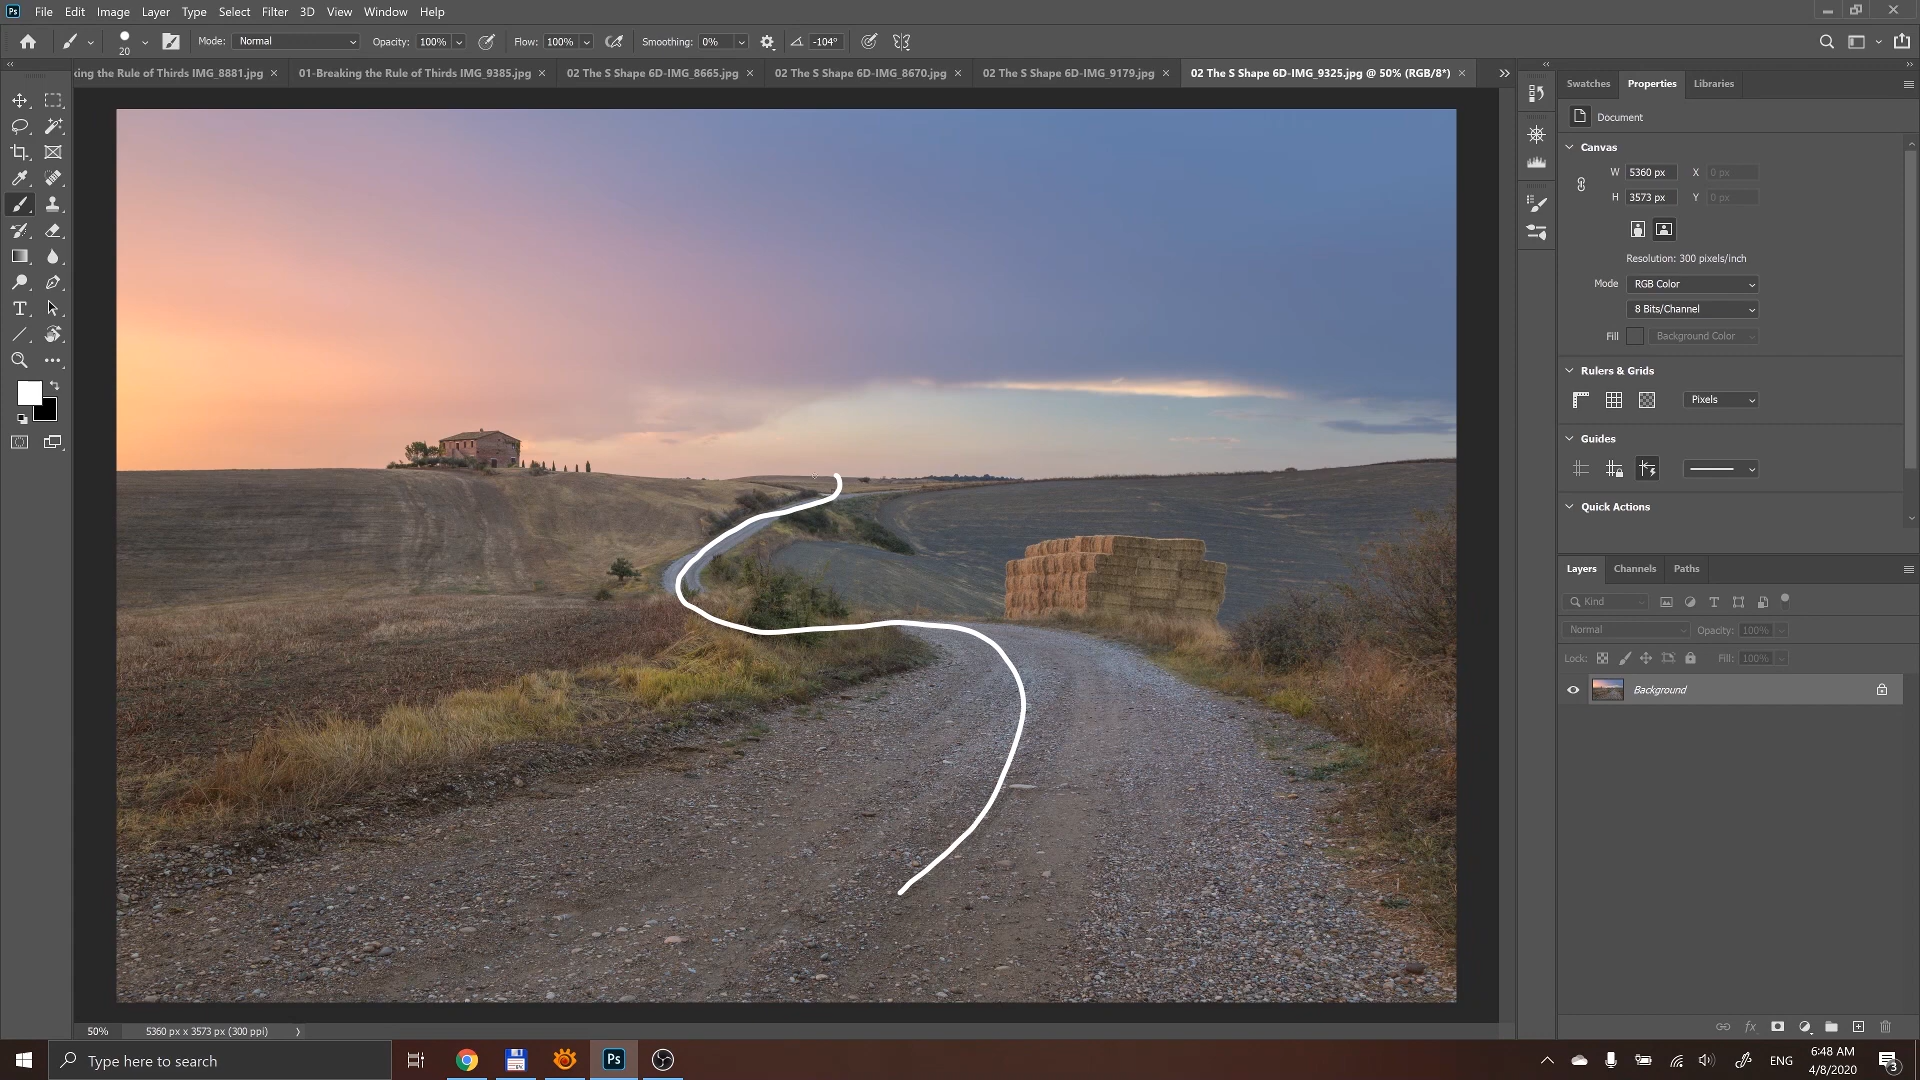 Ps File Edit Image Layer Type Select Filter 3D View Window Help
20 Mode: Normal Opacity: 100% Flow: 100% Smoothing: 0% -104°
king the Rule of Thirds IMG_8881.jpg × 01-Breaking the Rule of Thirds IMG_9385.jpg × 02 The S Shape 6D-IMG_8665.jpg × 02 The S Shape 6D-IMG_8670.jpg × 02 The S Shape 6D-IMG_9179.jpg × 02 The S Shape 6D-IMG_9325.jpg @ 50% (RGB/8*) ×
Swatches Properties Libraries
Document
Canvas
W 5360 px X 0 px
H 3573 px Y 0 px
Resolution: 300 pixels/inch
Mode RGB Color
8 Bits/Channel
Fill Background Color
Rulers & Grids
Pixels
Guides
Quick Actions
Layers Channels Paths
Kind
Normal Opacity: 100%
Lock: Fill: 100%
Background
fx
50% 5360 px x 3573 px (300 ppi)
Type here to search
Ps
ENG
6:48 AM
4/8/2020
3